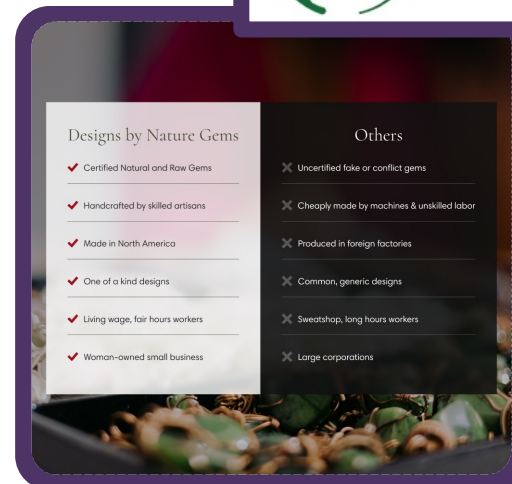 Designs by Nature Gems
Certified Natural and Raw Gems
Handcrafted by skilled artisans
Made in North America
One of a kind designs
Living wage, fair hours workers
Woman-owned small business
Others
Uncertified fake or conflict gems
Cheaply made by machines & unskilled labor
Produced in foreign factories
Common, generic designs
Sweatshop, long hours workers
Large corporations